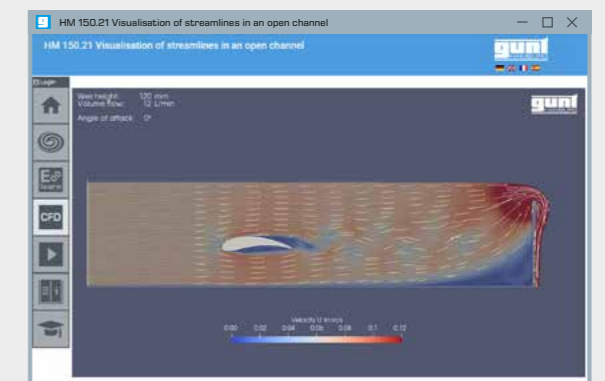 HM 150.21 Visualisation of streamlines in an open channel
HM 150.21 Visualisation of streamlines in an open channel
gunt
Login
Weir height: 120 mm
Volume flow: 12 L/min
Angle of attack 0°
gunt
learn
CFD
Velocity U in m/s
0.00 0.02 0.04 0.06 0.08 0.1 0.12